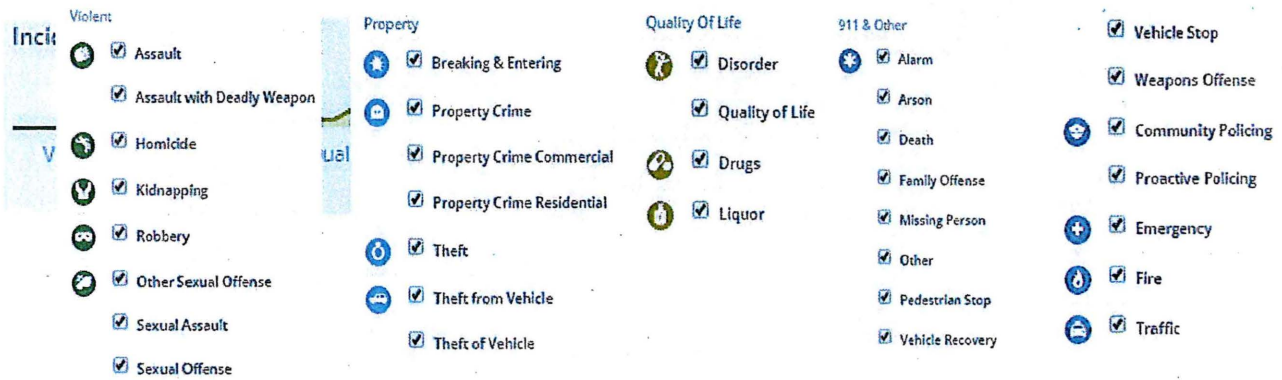 Inci
V
ual
Violent
Assault
Assault with Deadly Weapon
Homicide
Kidnapping
Robbery
Other Sexual Offense
Sexual Assault
Sexual Offense
Property
Breaking & Entering
Property Crime
Property Crime Commercial
Property Crime Residential
Theft
Theft from Vehicle
Theft of Vehicle
Quality Of Life
Disorder
Quality of Life
Drugs
Liquor
911 & Other
Alarm
Arson
Death
Family Offense
Missing Person
Other
Pedestrian Stop
Vehicle Recovery
Vehicle Stop
Weapons Offense
Community Policing
Proactive Policing
Emergency
Fire
Traffic